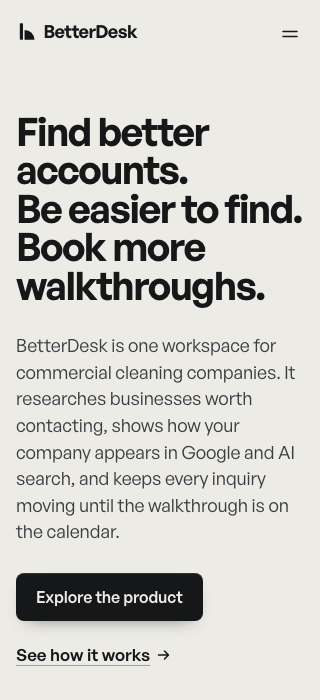 BetterDesk
Find better
accounts.
Be easier to find.
Book more
walkthroughs.
BetterDesk is one workspace for
commercial cleaning companies. It
researches businesses worth
contacting, shows how your
company appears in Google and AI
search, and keeps every inquiry
moving until the walkthrough is on
the calendar.
Explore the product
See how it works →